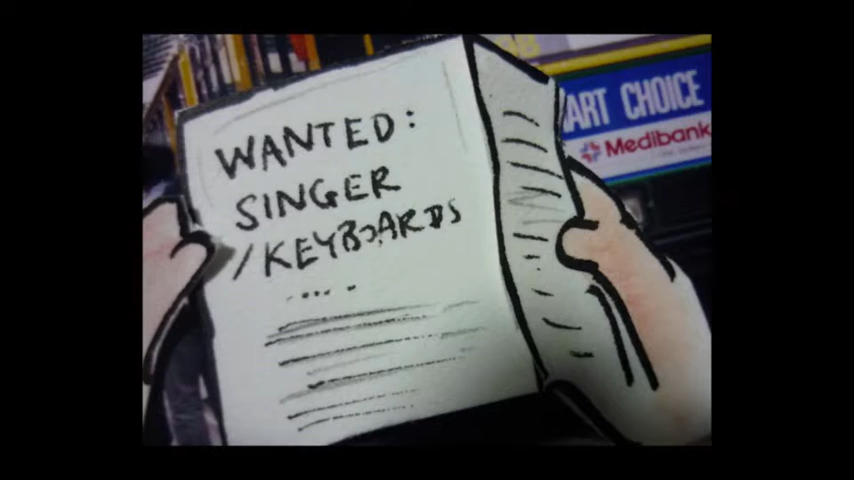 WANTED:
SINGER
/KEYBOARDS
....
ART CHOICE
Medibank